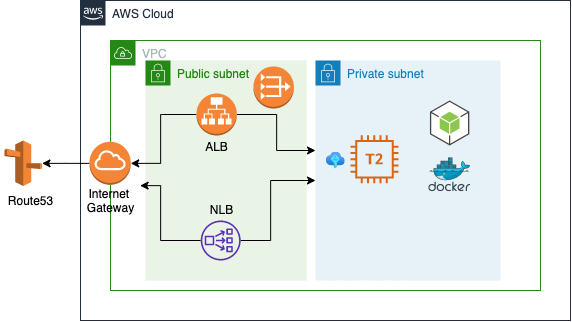 aws
AWS Cloud
VPC
Public subnet
Private subnet
ALB
T2
docker
Route53
Internet
Gateway
NLB